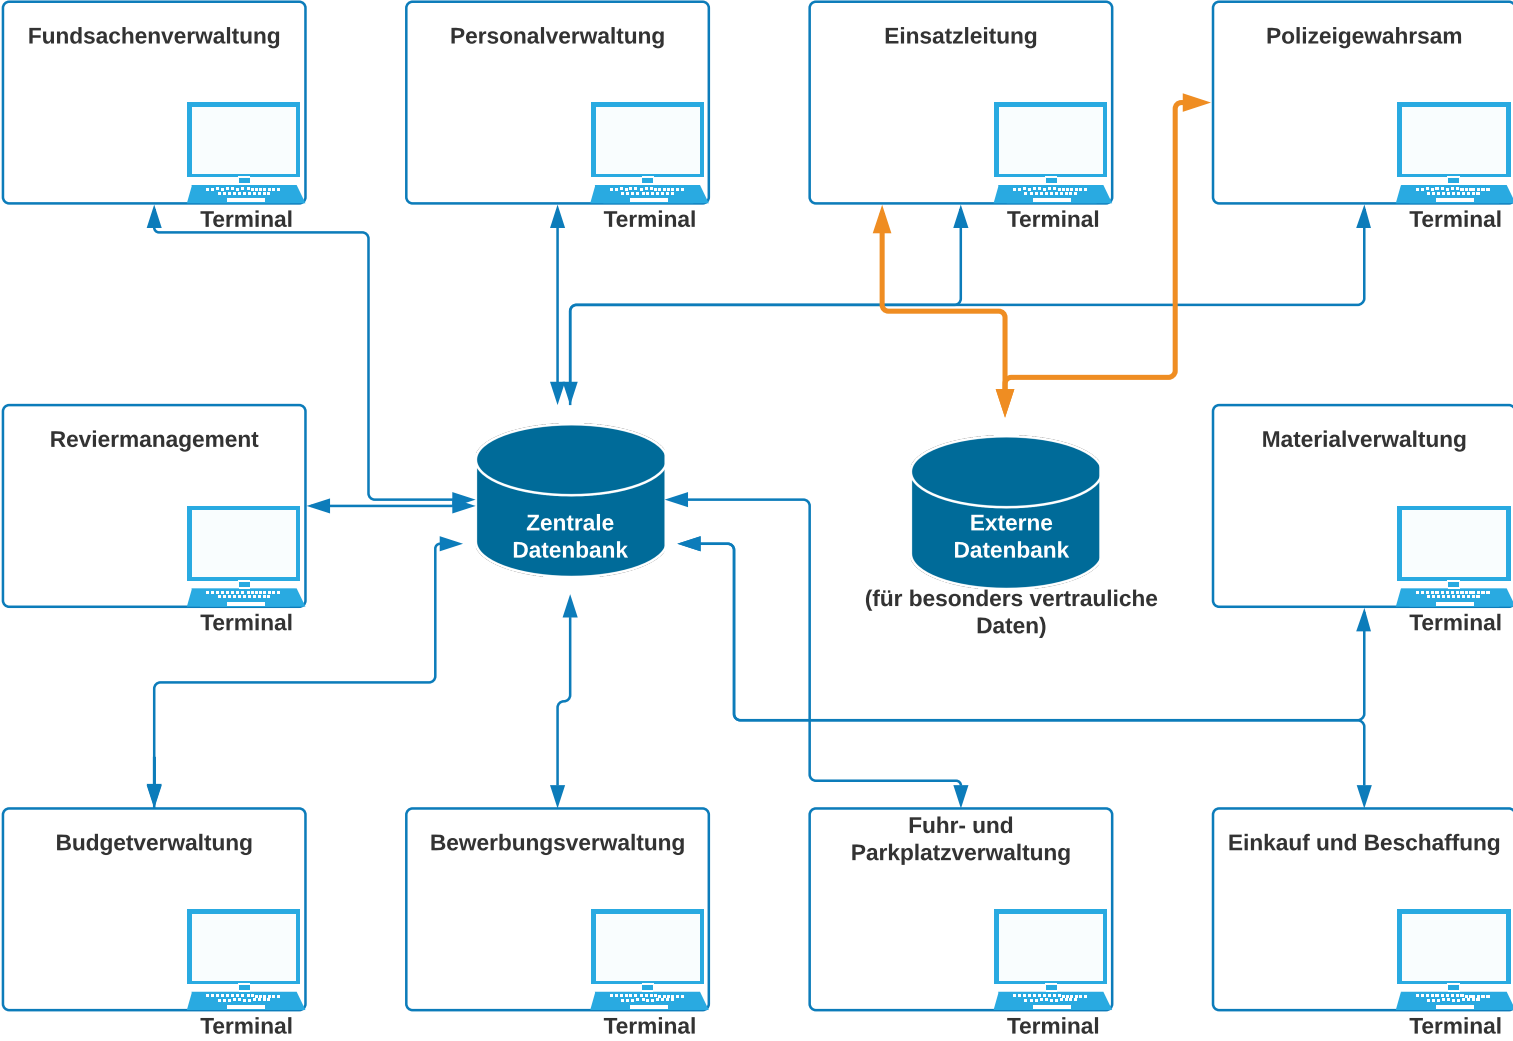 Fundsachenverwaltung
Terminal
Personalverwaltung
Terminal
Einsatzleitung
Terminal
Polizeigewahrsam
Terminal
Reviermanagement
Terminal
Zentrale
Datenbank
Externe
Datenbank
(für besonders vertrauliche
Daten)
Materialverwaltung
Terminal
Budgetverwaltung
Terminal
Bewerbungsverwaltung
Terminal
Fuhr- und
Parkplatzverwaltung
Terminal
Einkauf und Beschaffung
Terminal